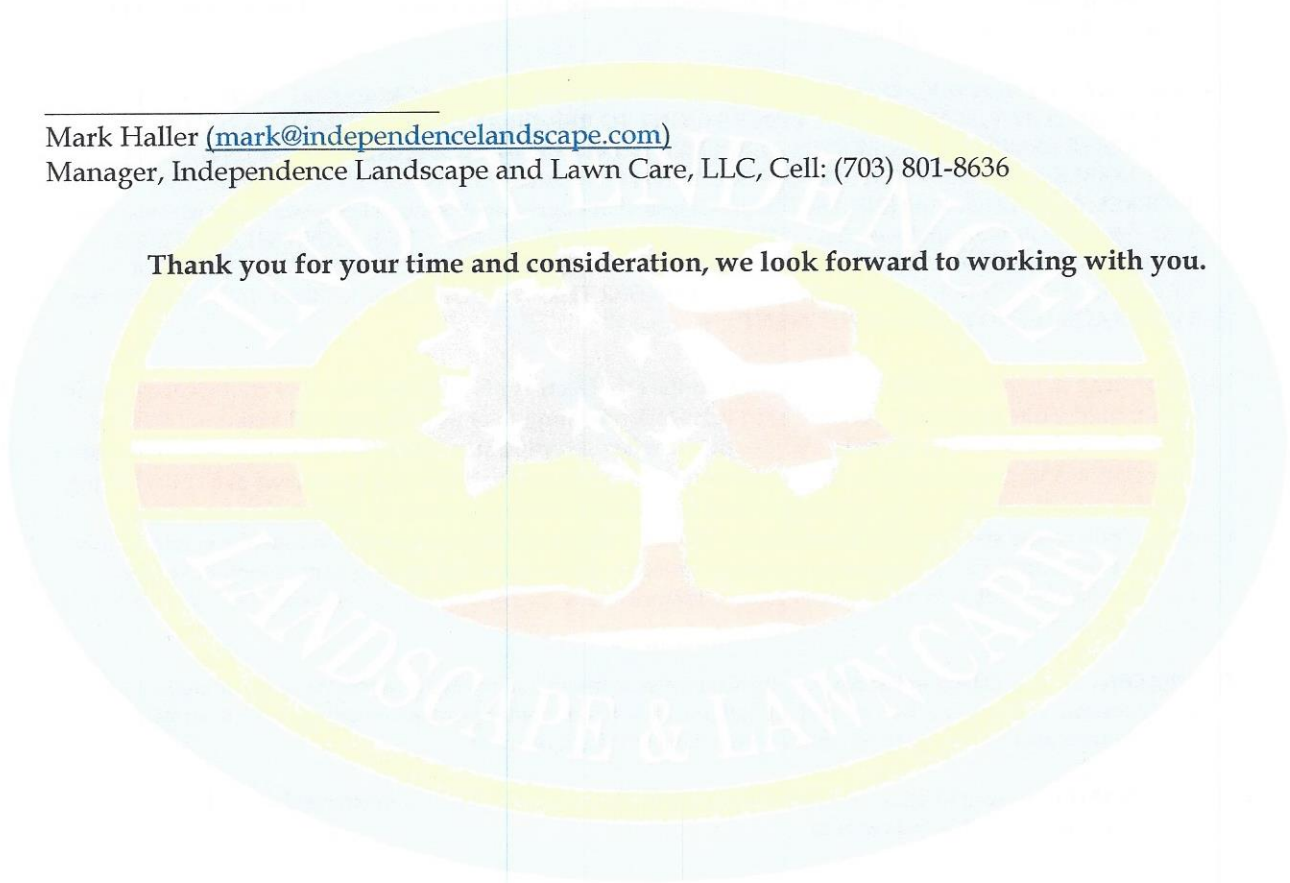 Mark Haller (mark@independencelandscape.com)
Manager, Independence Landscape and Lawn Care, LLC, Cell: (703) 801-8636
Thank you for your time and consideration, we look forward to working with you.
INDEPENDENCE
LANDSCAPE & LAWN CARE